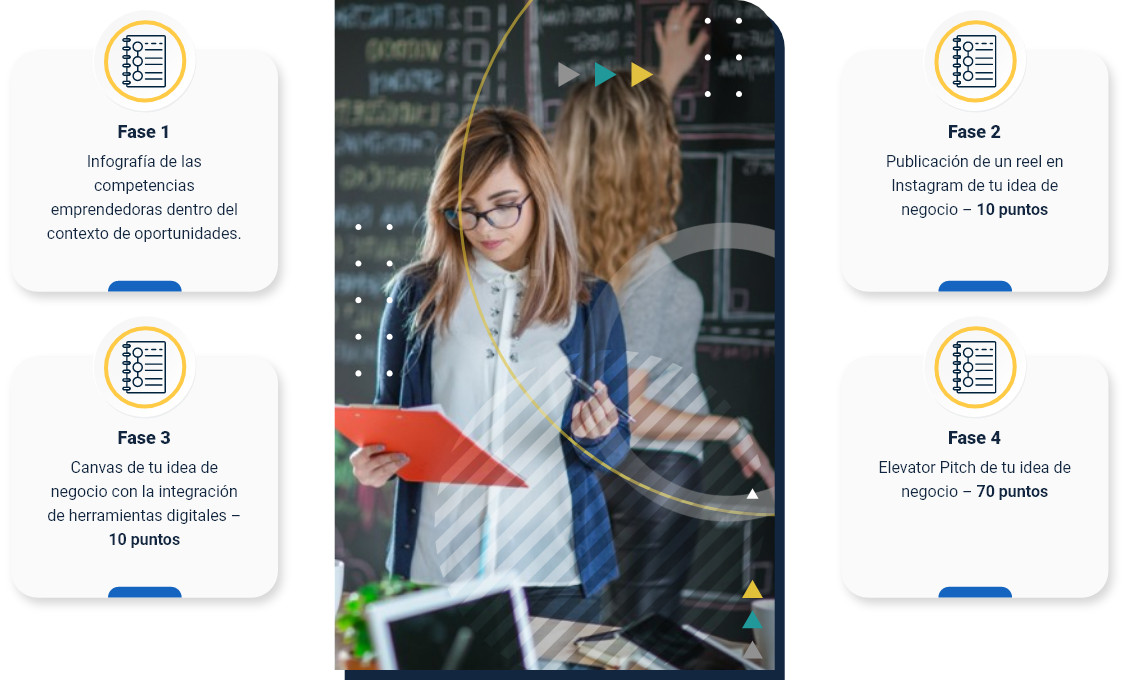 Fase 1
Infografía de las
competencias
emprendedoras dentro del
contexto de oportunidades.
Fase 2
Publicación de un reel en
Instagram de tu idea de
negocio – 10 puntos
Fase 3
Canvas de tu idea de
negocio con la integración
de herramientas digitales –
10 puntos
Fase 4
Elevator Pitch de tu idea de
negocio – 70 puntos